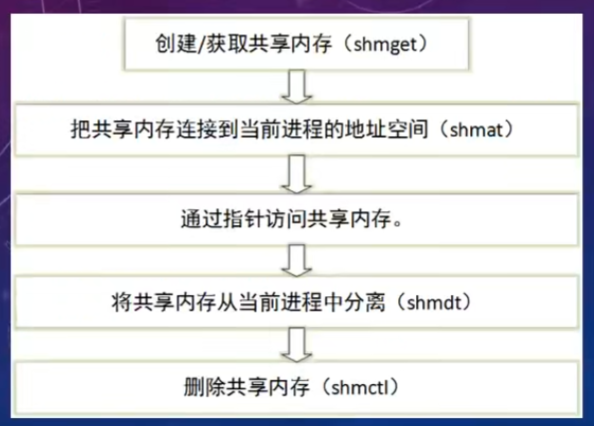 创建/获取共享内存（shmget）
把共享内存连接到当前进程的地址空间（shmat）
通过指针访问共享内存。
将共享内存从当前进程中分离（shmdt）
删除共享内存（shmctl）